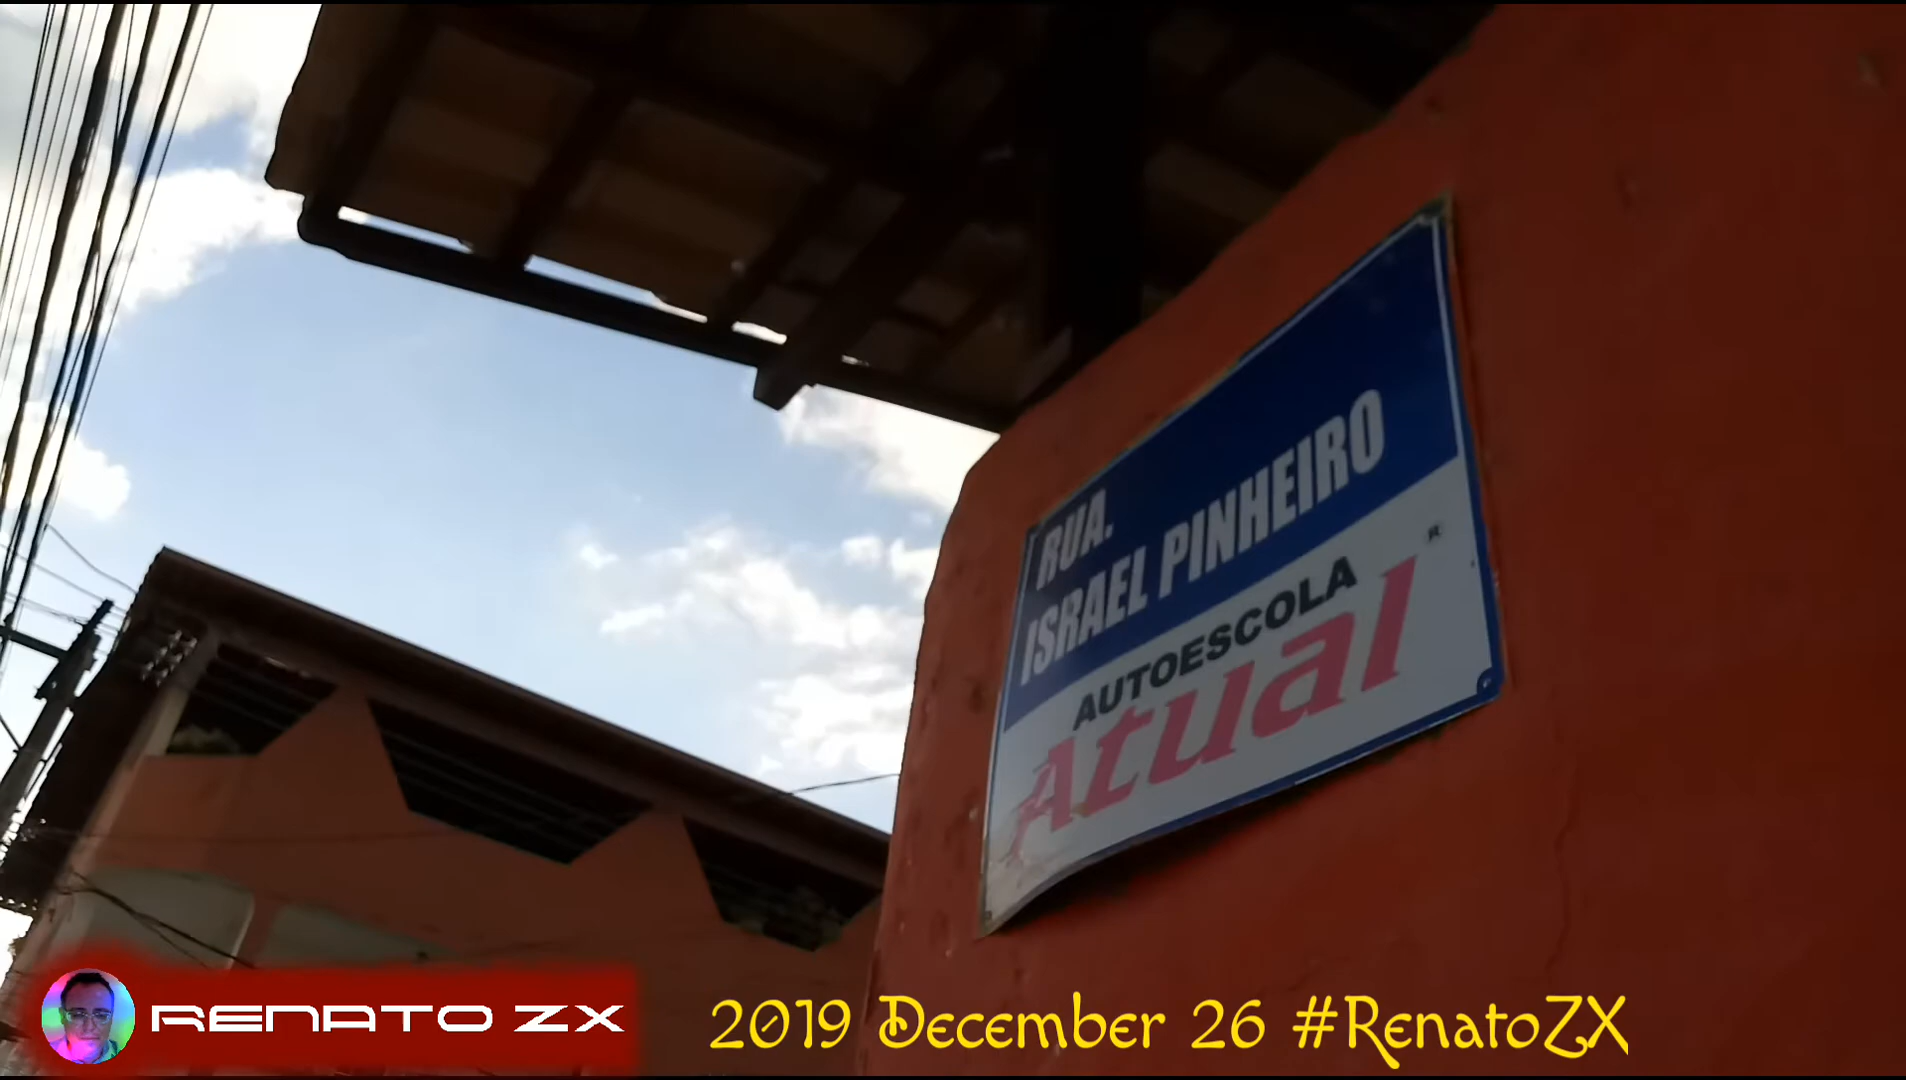 RUA.
ISRAEL PINHEIRO
AUTOESCOLA
Atual
R
RENATO ZX
2019 December 26 #RenatoZX